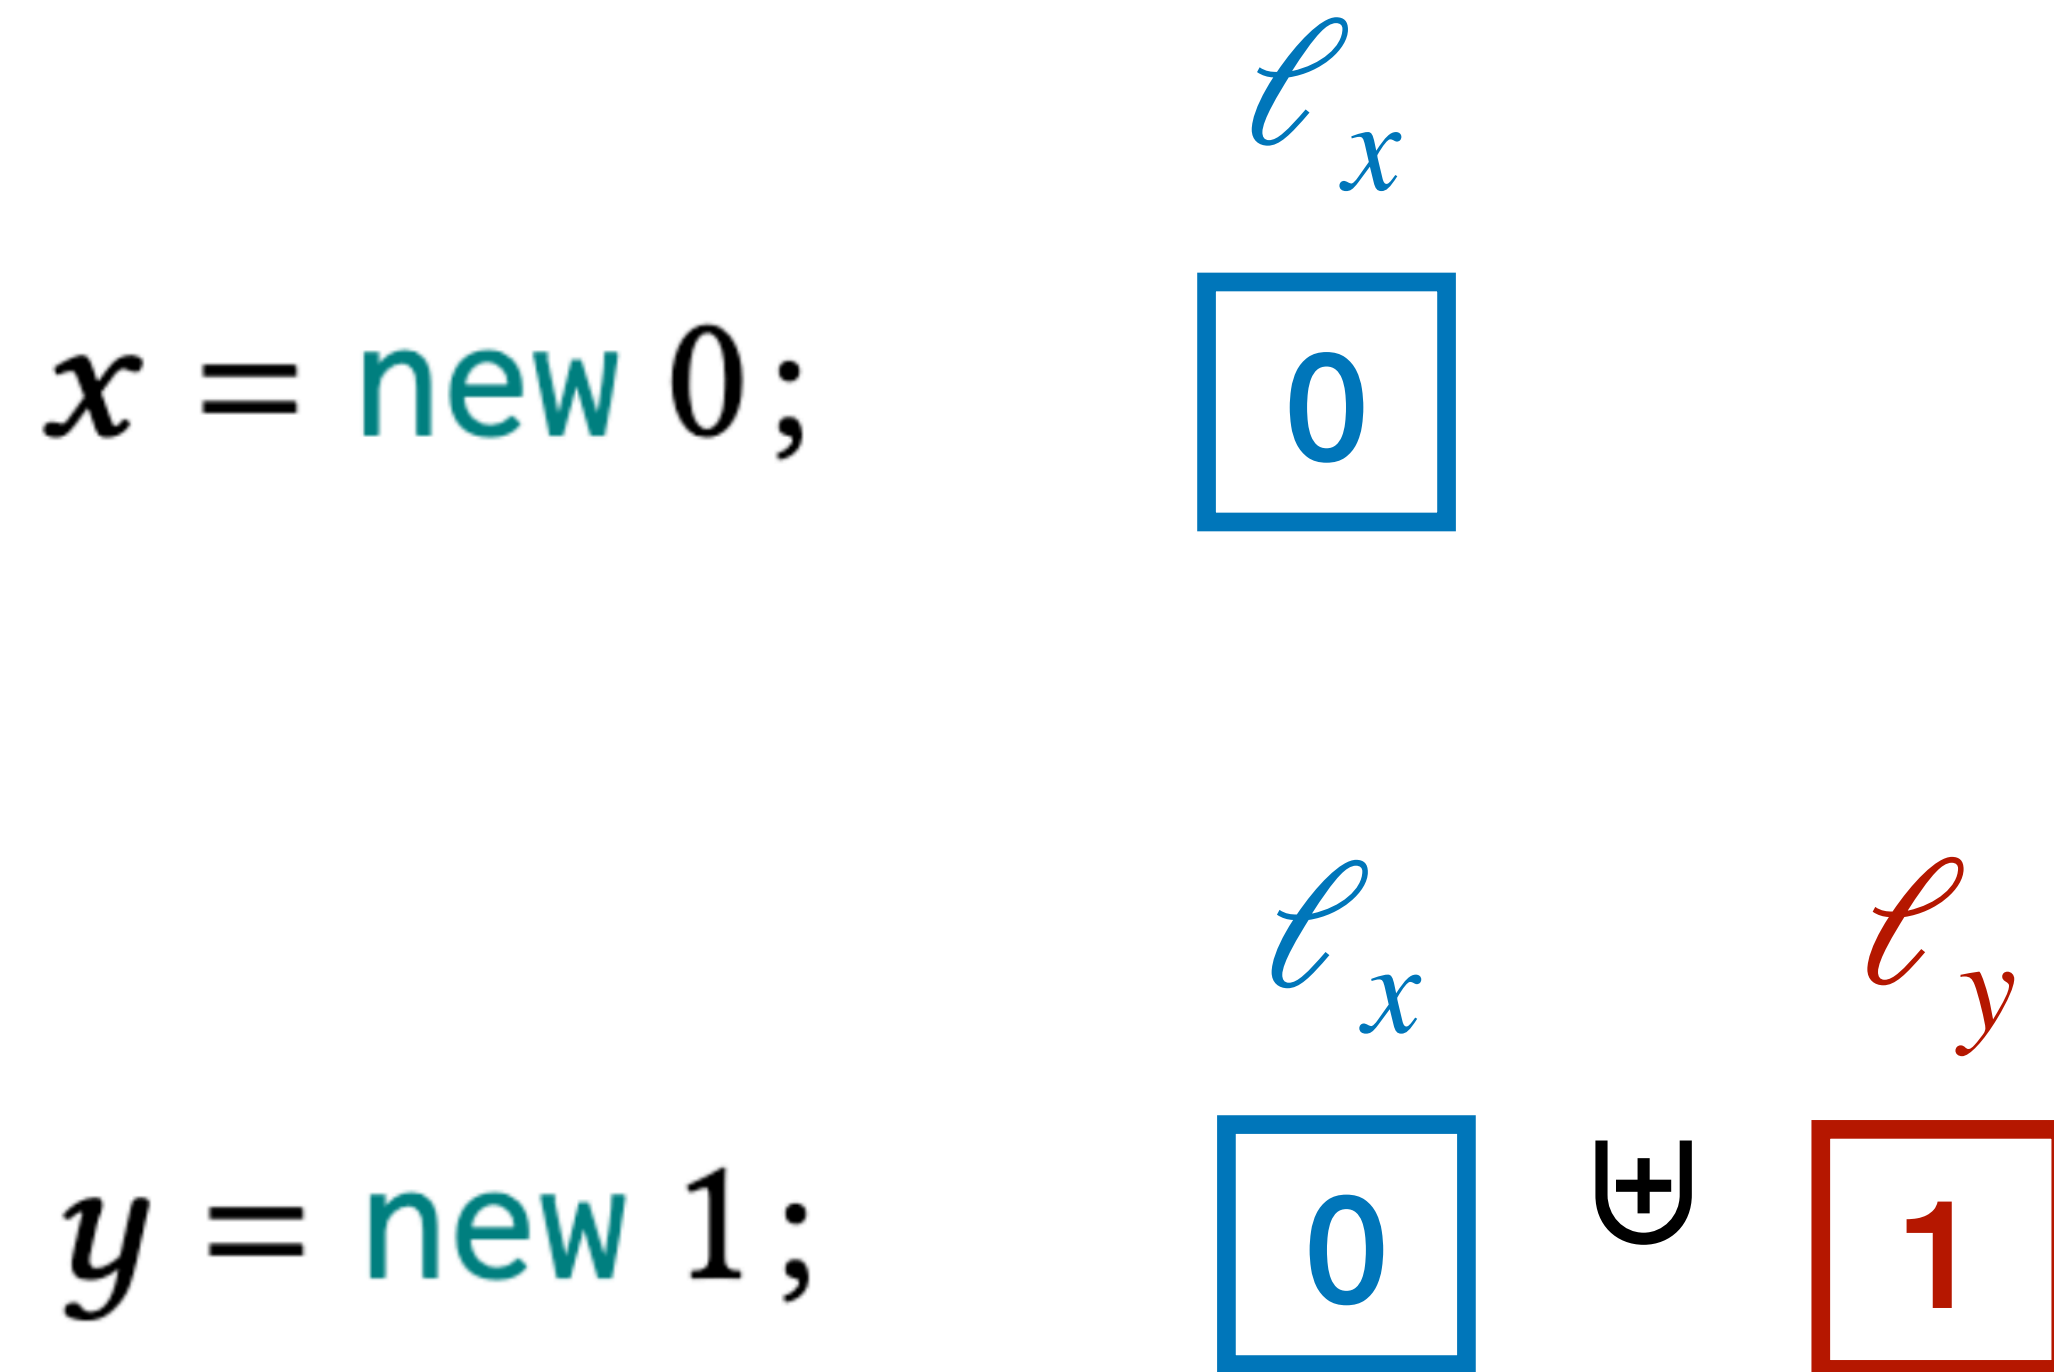 ℓx
x = new 0; 0
ℓx ℓy
y = new 1; 0 ⊎ 1